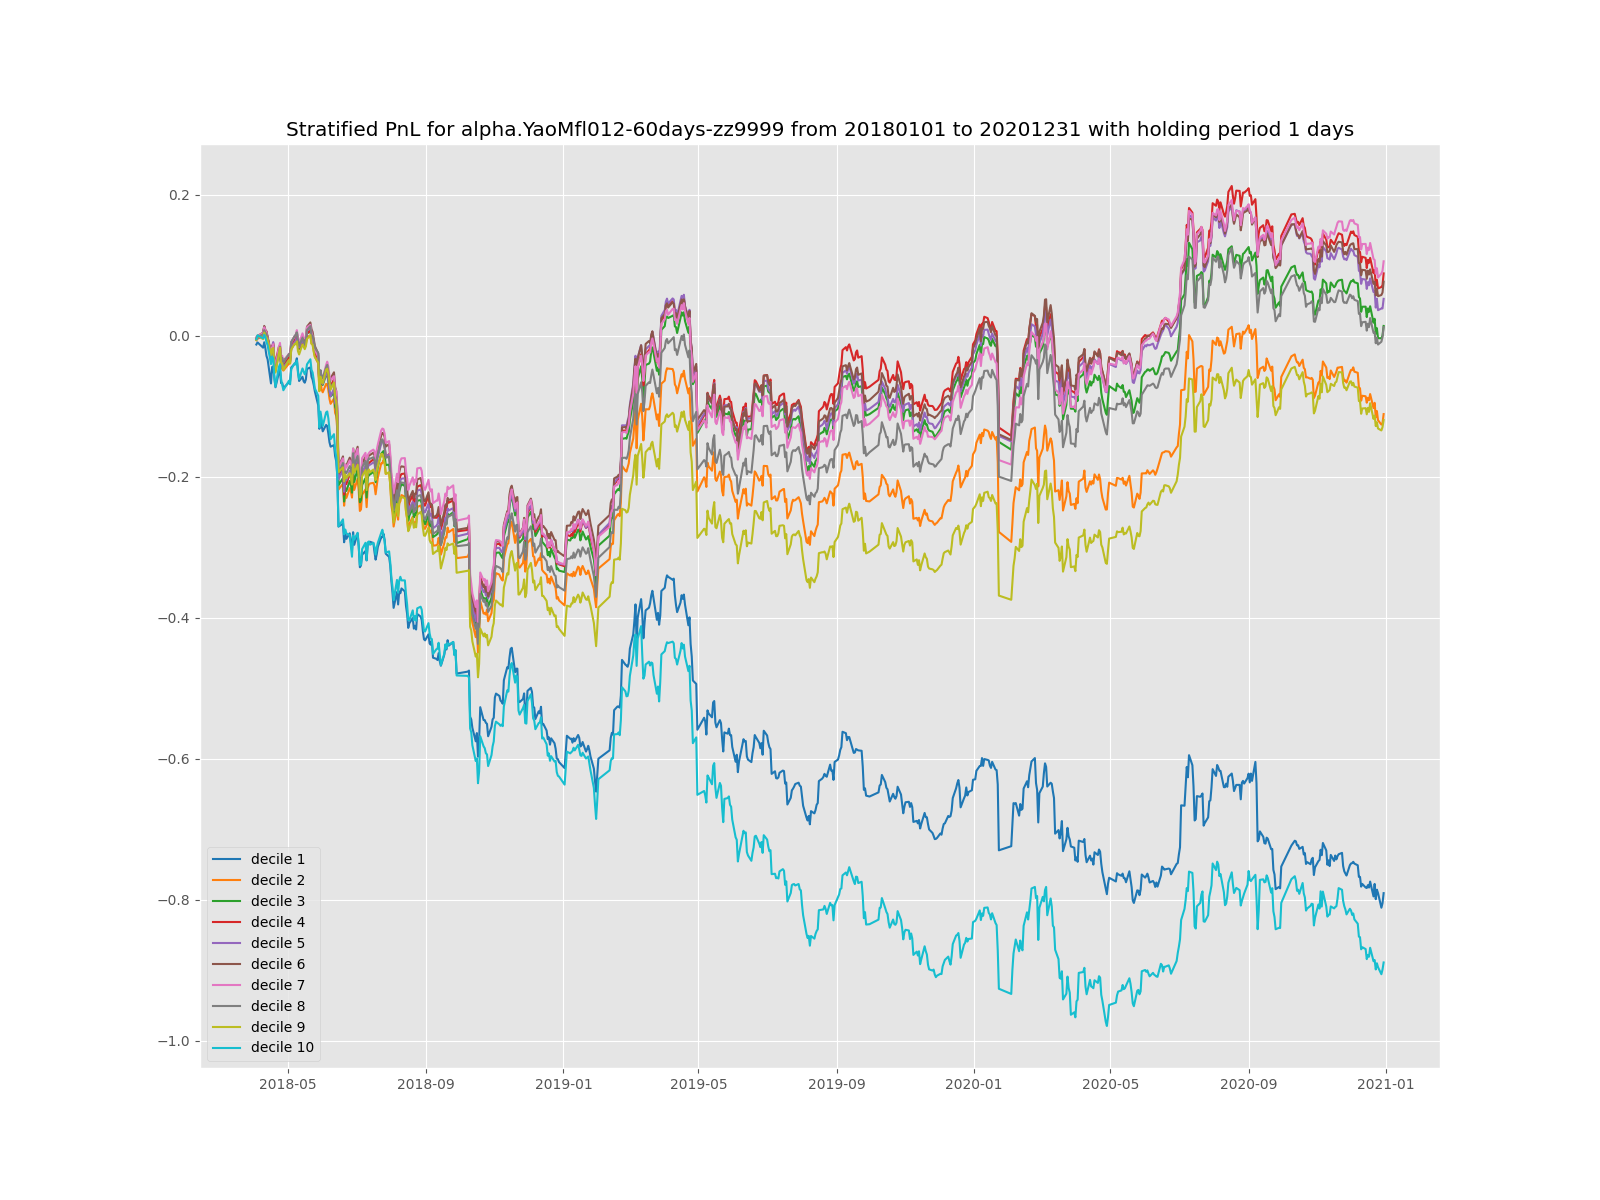 Stratified PnL for alpha.YaoMfl012-60days-zz9999 from 20180101 to 20201231 with holding period 1 days
0.2
0.0
−0.2
−0.4
−0.6
−0.8
−1.0
decile 1
decile 2
decile 3
decile 4
decile 5
decile 6
decile 7
decile 8
decile 9
decile 10
2018-05 2018-09 2019-01 2019-05 2019-09 2020-01 2020-05 2020-09 2021-01